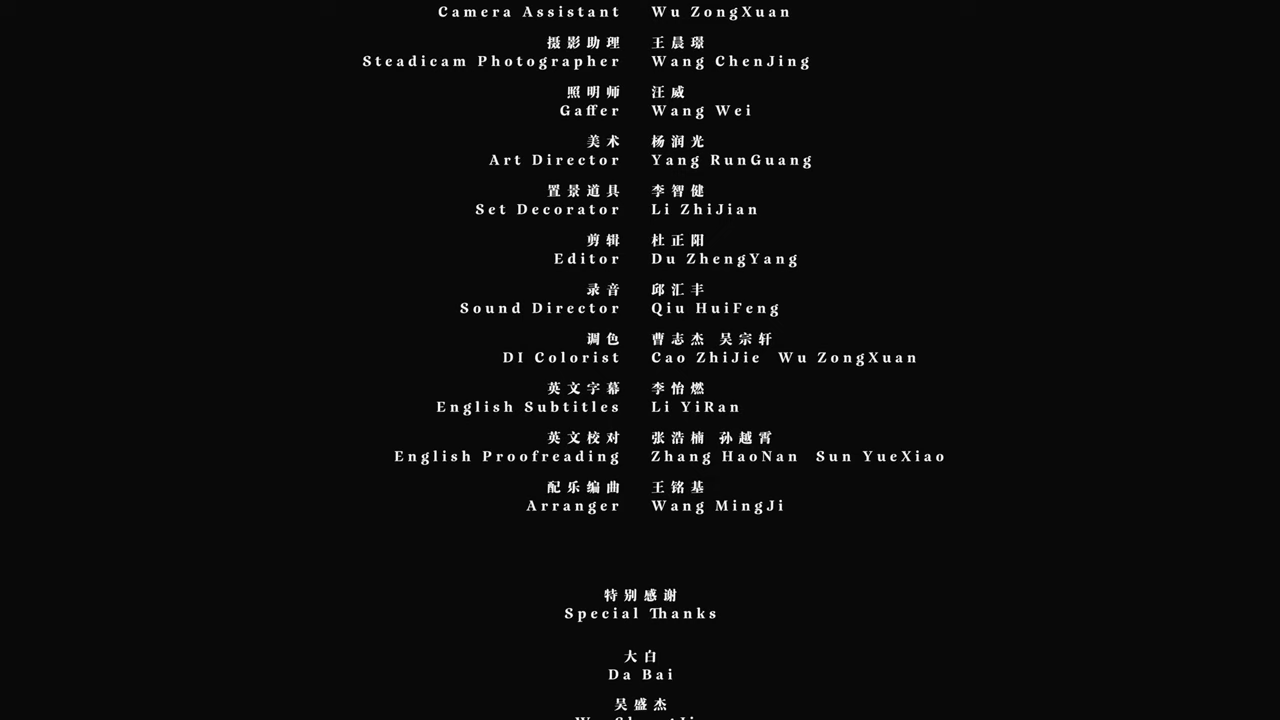 Camera Assistant Wu ZongXuan
摄影助理 王晨璟
Steadicam Photographer Wang ChenJing
照明师 汪威
Gaffer Wang Wei
美术 杨润光
Art Director Yang RunGuang
置景道具 李智健
Set Decorator Li ZhiJian
剪辑 杜正阳
Editor Du ZhengYang
录音 邱汇丰
Sound Director Qiu HuiFeng
调色 曹志杰 吴宗轩
DI Colorist Cao ZhiJie Wu ZongXuan
英文字幕 李怡燃
English Subtitles Li YiRan
英文校对 张浩楠 孙越霄
English Proofreading Zhang HaoNan Sun YueXiao
配乐编曲 王铭基
Arranger Wang MingJi
特别感谢
Special Thanks
大白
Da Bai
吴盛杰